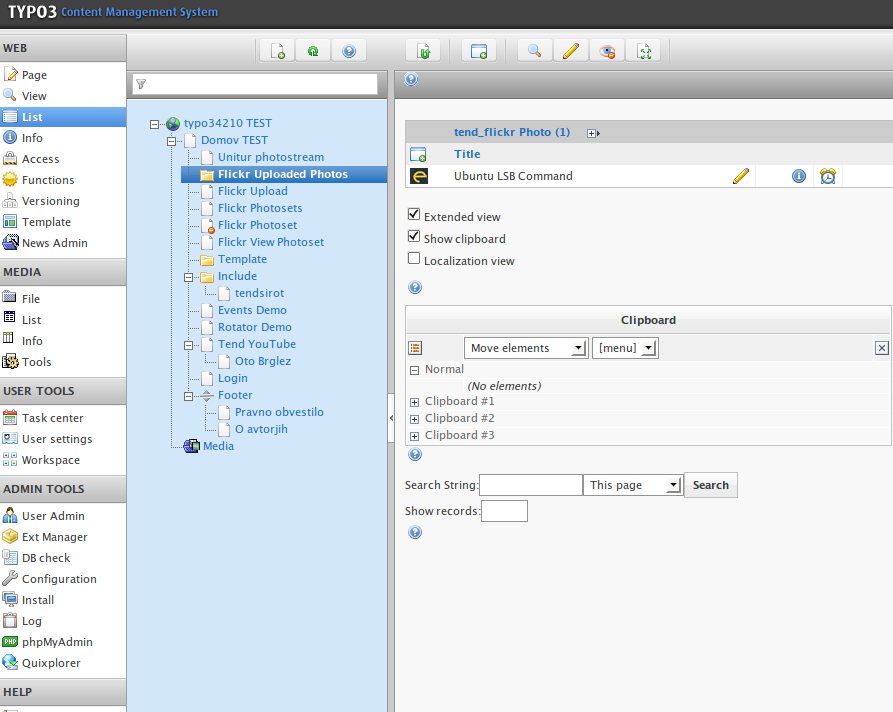 TYPO3 Content Management System
WEB
Page
View
List
Info
Access
Functions
Versioning
Template
News Admin
MEDIA
File
List
Info
Tools
USER TOOLS
Task center
User settings
Workspace
ADMIN TOOLS
User Admin
Ext Manager
DB check
Configuration
Install
Log
PHP phpMyAdmin
Quixplorer
HELP
typo34210 TEST
Domov TEST
Unitur photostream
Flickr Uploaded Photos
Flickr Upload
Flickr Photosets
Flickr Photoset
Flickr View Photoset
Template
Include
tendsirot
Events Demo
Rotator Demo
Tend YouTube
Oto Brglez
Login
Footer
Pravno obvestilo
O avtorjih
Media
tend_flickr Photo (1)
Title
Ubuntu LSB Command
Extended view
Show clipboard
Localization view
Clipboard
Move elements [menu]
Normal
(No elements)
Clipboard #1
Clipboard #2
Clipboard #3
Search String: This page Search
Show records: